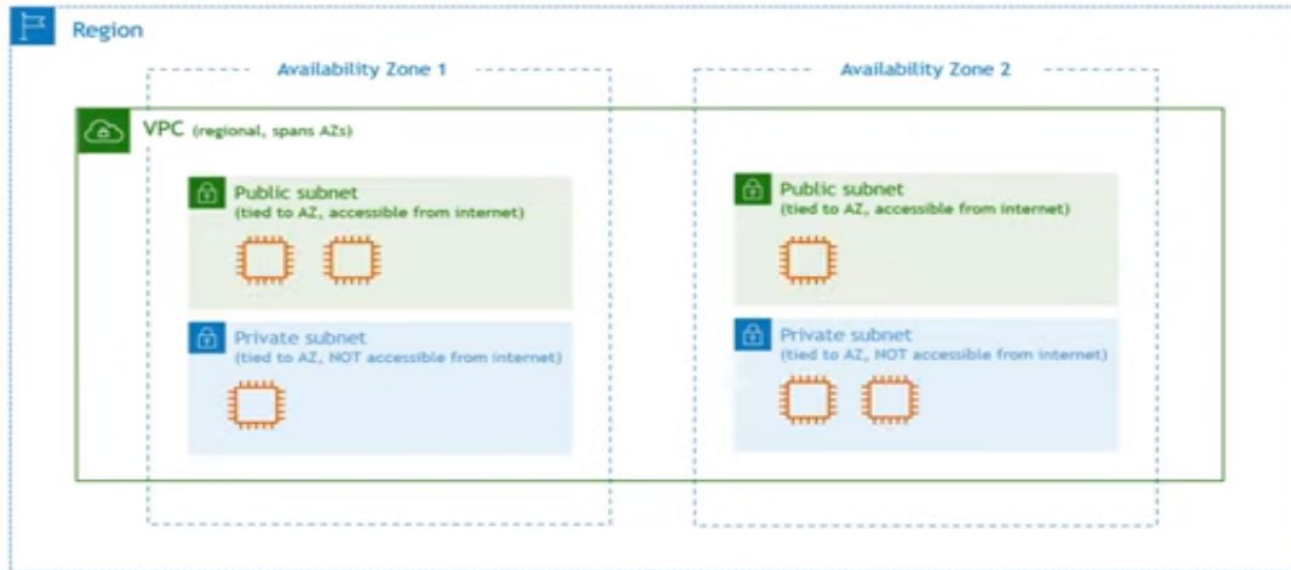 Region
Availability Zone 1
Availability Zone 2
VPC (regional, spans AZs)
Public subnet
(tied to AZ, accessible from internet)
Private subnet
(tied to AZ, NOT accessible from internet)
Public subnet
(tied to AZ, accessible from internet)
Private subnet
(tied to AZ, NOT accessible from internet)